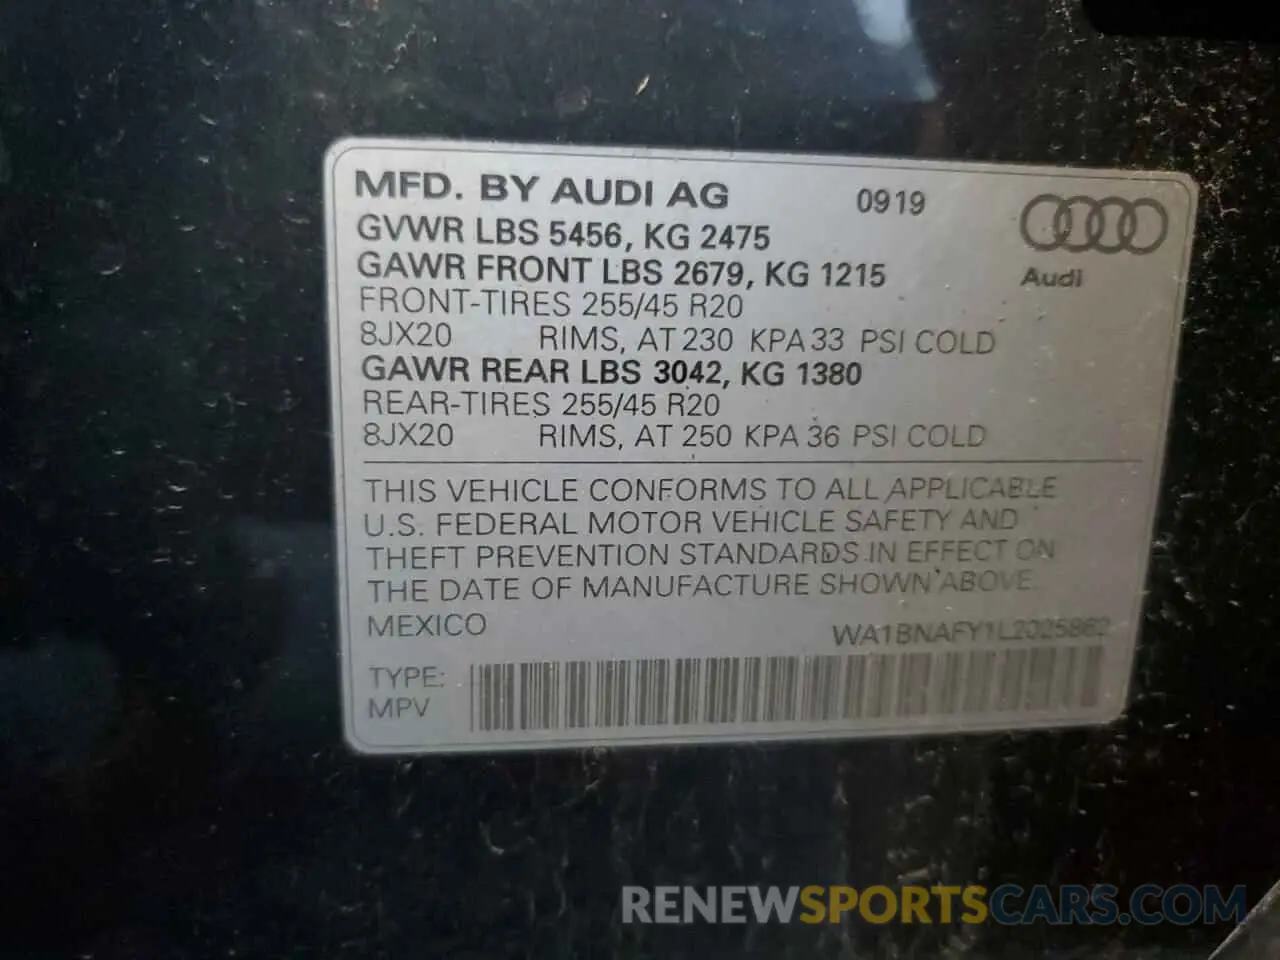 MFD. BY AUDI AG 0919
GVWR LBS 5456, KG 2475
GAWR FRONT LBS 2679, KG 1215
Audi
FRONT-TIRES 255/45 R20
8JX20 RIMS, AT 230 KPA 33 PSI COLD
GAWR REAR LBS 3042, KG 1380
REAR-TIRES 255/45 R20
8JX20 RIMS, AT 250 KPA 36 PSI COLD
THIS VEHICLE CONFORMS TO ALL APPLICABLE
U.S. FEDERAL MOTOR VEHICLE SAFETY AND
THEFT PREVENTION STANDARDS IN EFFECT ON
THE DATE OF MANUFACTURE SHOWN ABOVE.
MEXICO WA1BNAFY1L2025862
TYPE:
MPV
RENEWSPORTSCARS.COM